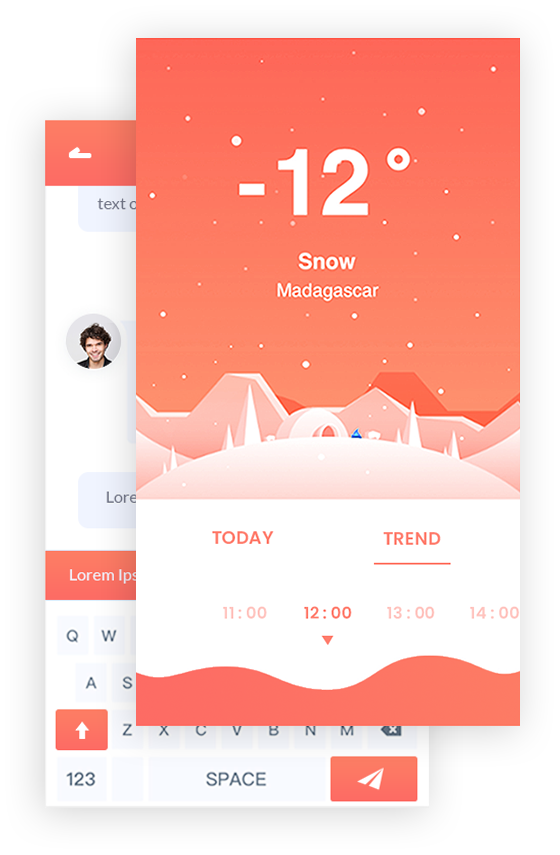 -12°
Snow
Madagascar
TODAY TREND
11:00 12:00 13:00 14:00
text
Lore
Lorem Ips
Q W
A S
Z X C V B N M
123 SPACE